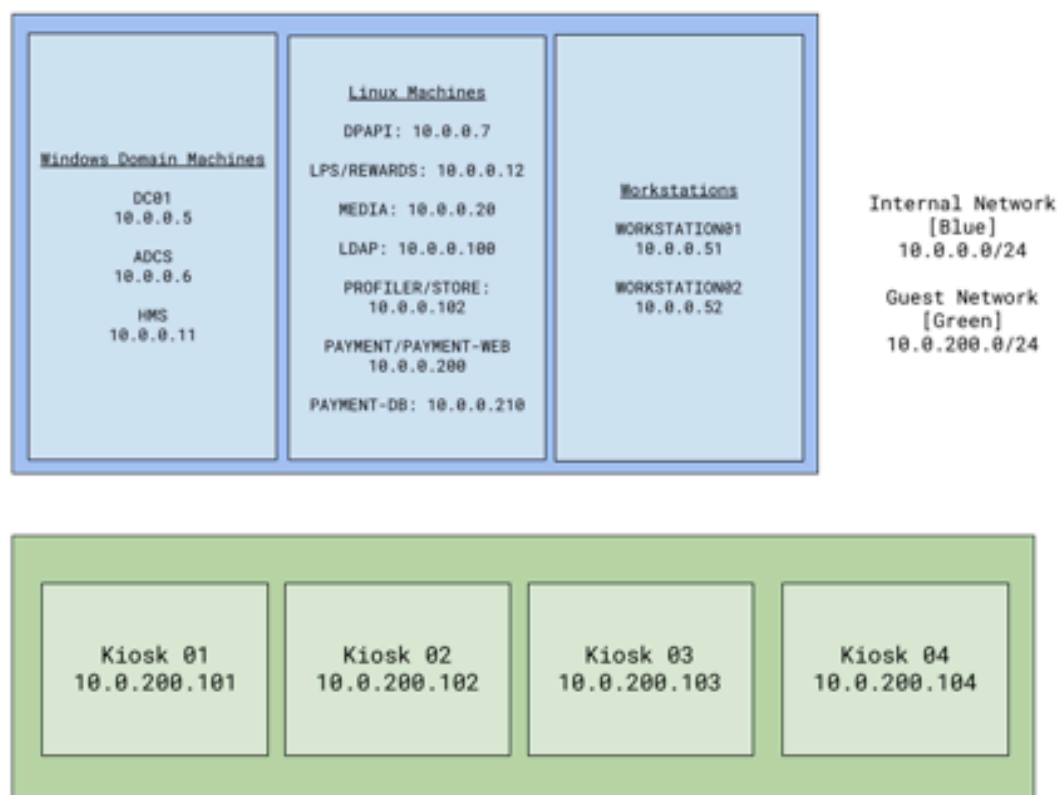 Windows Domain Machines
DC01
10.0.0.5
ADCS
10.0.0.6
HMS
10.0.0.11
Linux Machines
DPAPI: 10.0.0.7
LPS/REWARDS: 10.0.0.12
MEDIA: 10.0.0.20
LDAP: 10.0.0.100
PROFILER/STORE:
10.0.0.102
PAYMENT/PAYMENT-WEB
10.0.0.200
PAYMENT-DB: 10.0.0.210
Workstations
WORKSTATION01
10.0.0.51
WORKSTATION02
10.0.0.52
Internal Network
[Blue]
10.0.0.0/24
Guest Network
[Green]
10.0.200.0/24
Kiosk 01
10.0.200.101
Kiosk 02
10.0.200.102
Kiosk 03
10.0.200.103
Kiosk 04
10.0.200.104